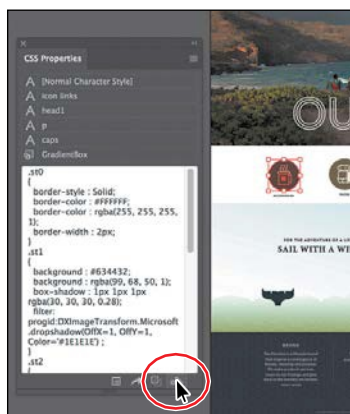 CSS Properties
[Normal Character Style]
icon links
head1
p
caps
GradientBox
.st0
{
border-style : Solid;
border-color : #FFFFFF;
border-color : rgba(255, 255, 255,
1);
border-width : 2px;
}
.st1
{
background : #634432;
background : rgba(99, 68, 50, 1);
box-shadow : 1px 1px 1px
rgba(30, 30, 30, 0.28);
filter:
progid:DXImageTransform.Microsoft
.dropshadow(OffX=1, OffY=1,
Color='#1E1E1E') ;
}
.st2
OU
FOR THE ADVENTURE OF A
SAIL WITH A WI